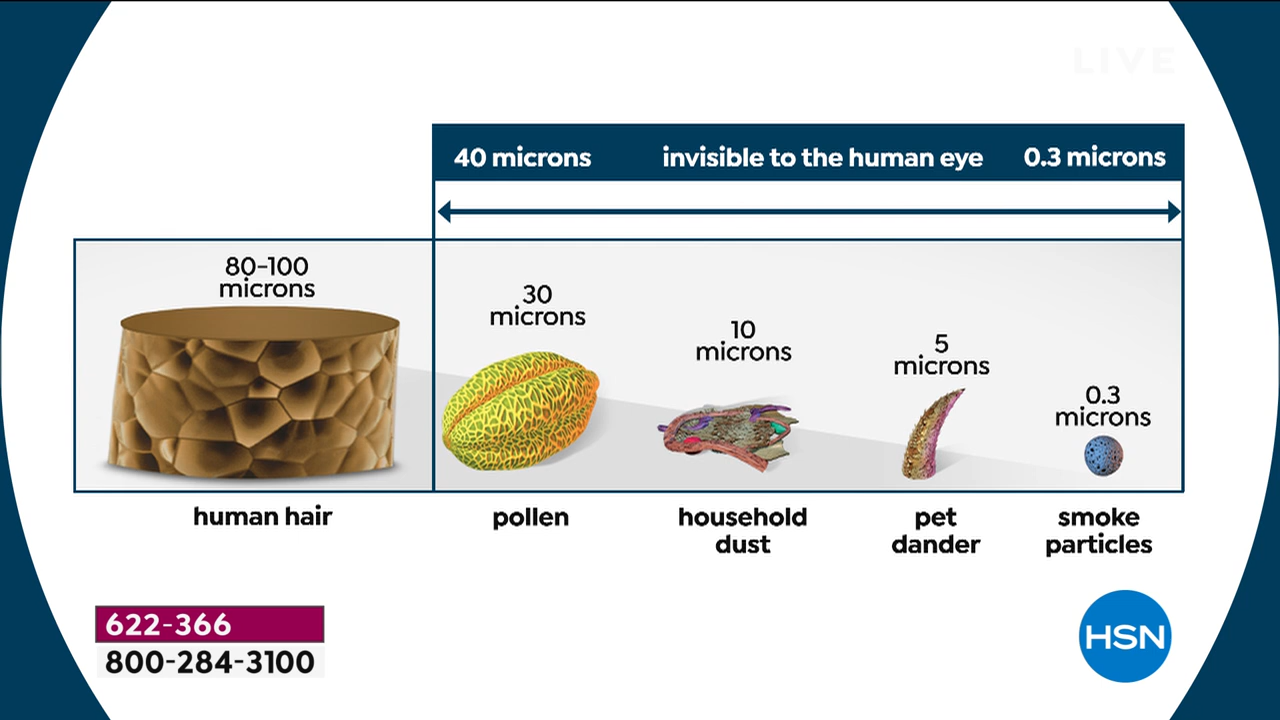 LIVE
40 microns invisible to the human eye 0.3 microns
80-100
microns
30
microns
10
microns
5
microns
0.3
microns
human hair
pollen
household
dust
pet
dander
smoke
particles
622-366
800-284-3100
HSN